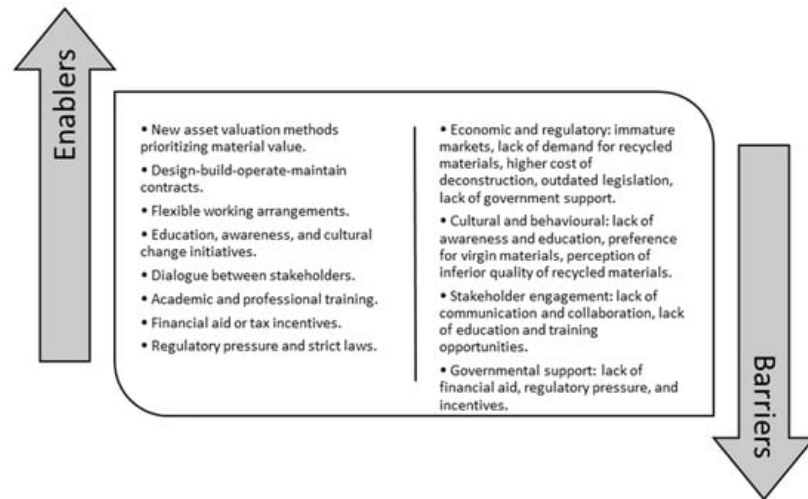 Enablers
• New asset valuation methods
prioritizing material value.
• Design-build-operate-maintain
contracts.
• Flexible working arrangements.
• Education, awareness, and cultural
change initiatives.
• Dialogue between stakeholders.
• Academic and professional training.
• Financial aid or tax incentives.
• Regulatory pressure and strict laws.
• Economic and regulatory: immature
markets, lack of demand for recycled
materials, higher cost of
deconstruction, outdated legislation,
lack of government support.
• Cultural and behavioural: lack of
awareness and education, preference
for virgin materials, perception of
inferior quality of recycled materials.
• Stakeholder engagement: lack of
communication and collaboration, lack
of education and training
opportunities.
• Governmental support: lack of
financial aid, regulatory pressure, and
incentives.
Barriers